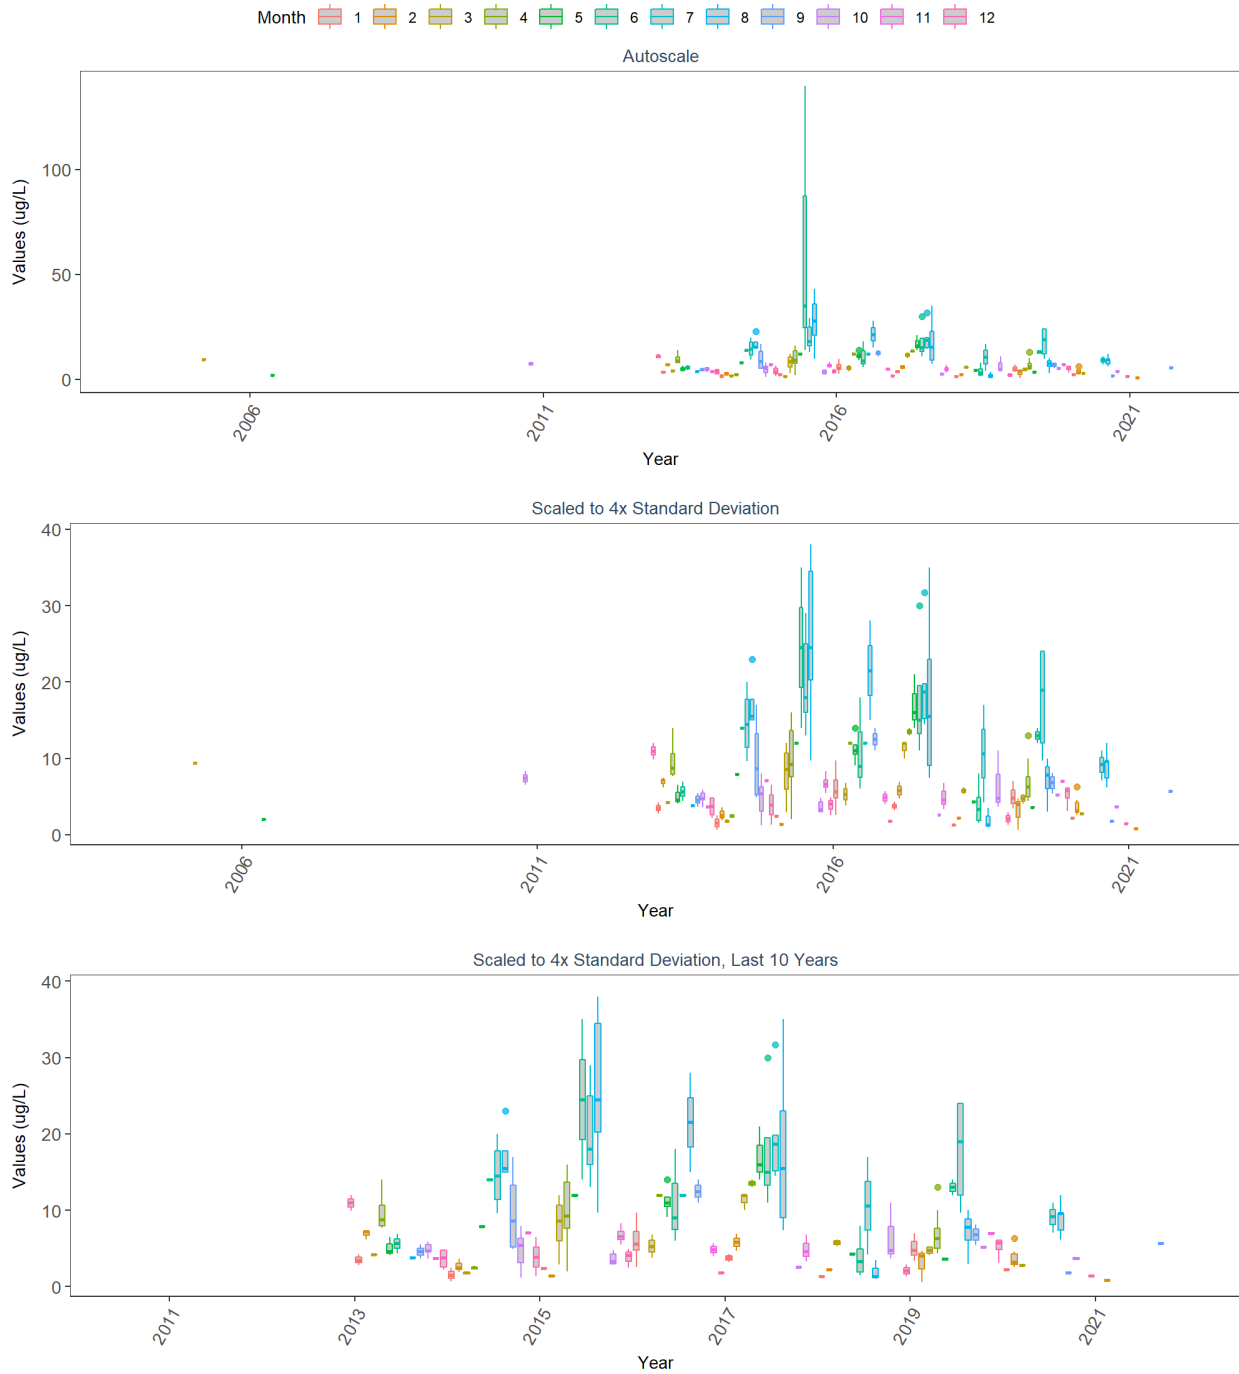 Month 1 2 3 4 5 6 7 8 9 10 11 12
Autoscale
Values (ug/L)
100
50
0
2006 2011 2016 2021
Year
Scaled to 4x Standard Deviation
Values (ug/L)
40
30
20
10
0
2006 2011 2016 2021
Year
Scaled to 4x Standard Deviation, Last 10 Years
Values (ug/L)
40
30
20
10
0
2011 2013 2015 2017 2019 2021
Year